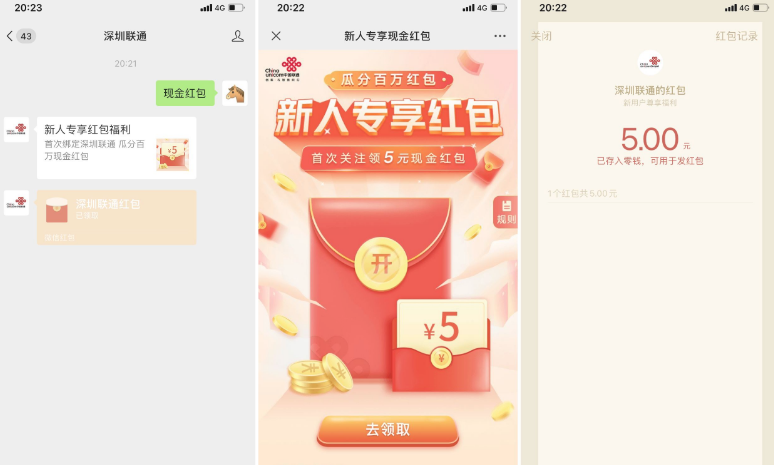 20:23
4G
43
深圳联通
20:21
现金红包
新人专享红包福利
首次绑定深圳联通 瓜分百
万现金红包
¥5
深圳联通红包
已领取
微信红包
20:22
4G
新人专享现金红包
China
unicom中国联通
瓜分百万红包
新人专享红包
首次关注领5元现金红包
规则
开
¥5
¥
去领取
20:22
4G
关闭
红包记录
深圳联通的红包
新用户尊享福利
5.00 元
已存入零钱，可用于发红包
1个红包共5.00元